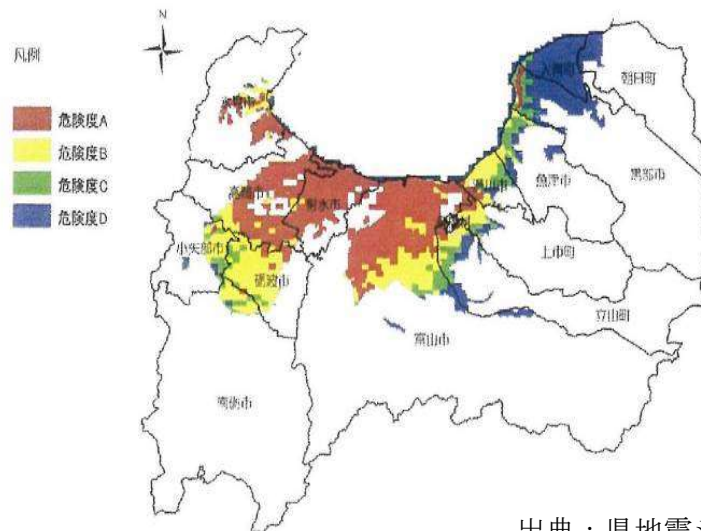 N
凡例
朝日町
入善町
危険度A
氷見市
危険度B
黒部市
魚津市
危険度C
滑川市
高岡市
射水市
危険度D
上市町
小矢部市
砺波市
立山町
富山市
南砺市